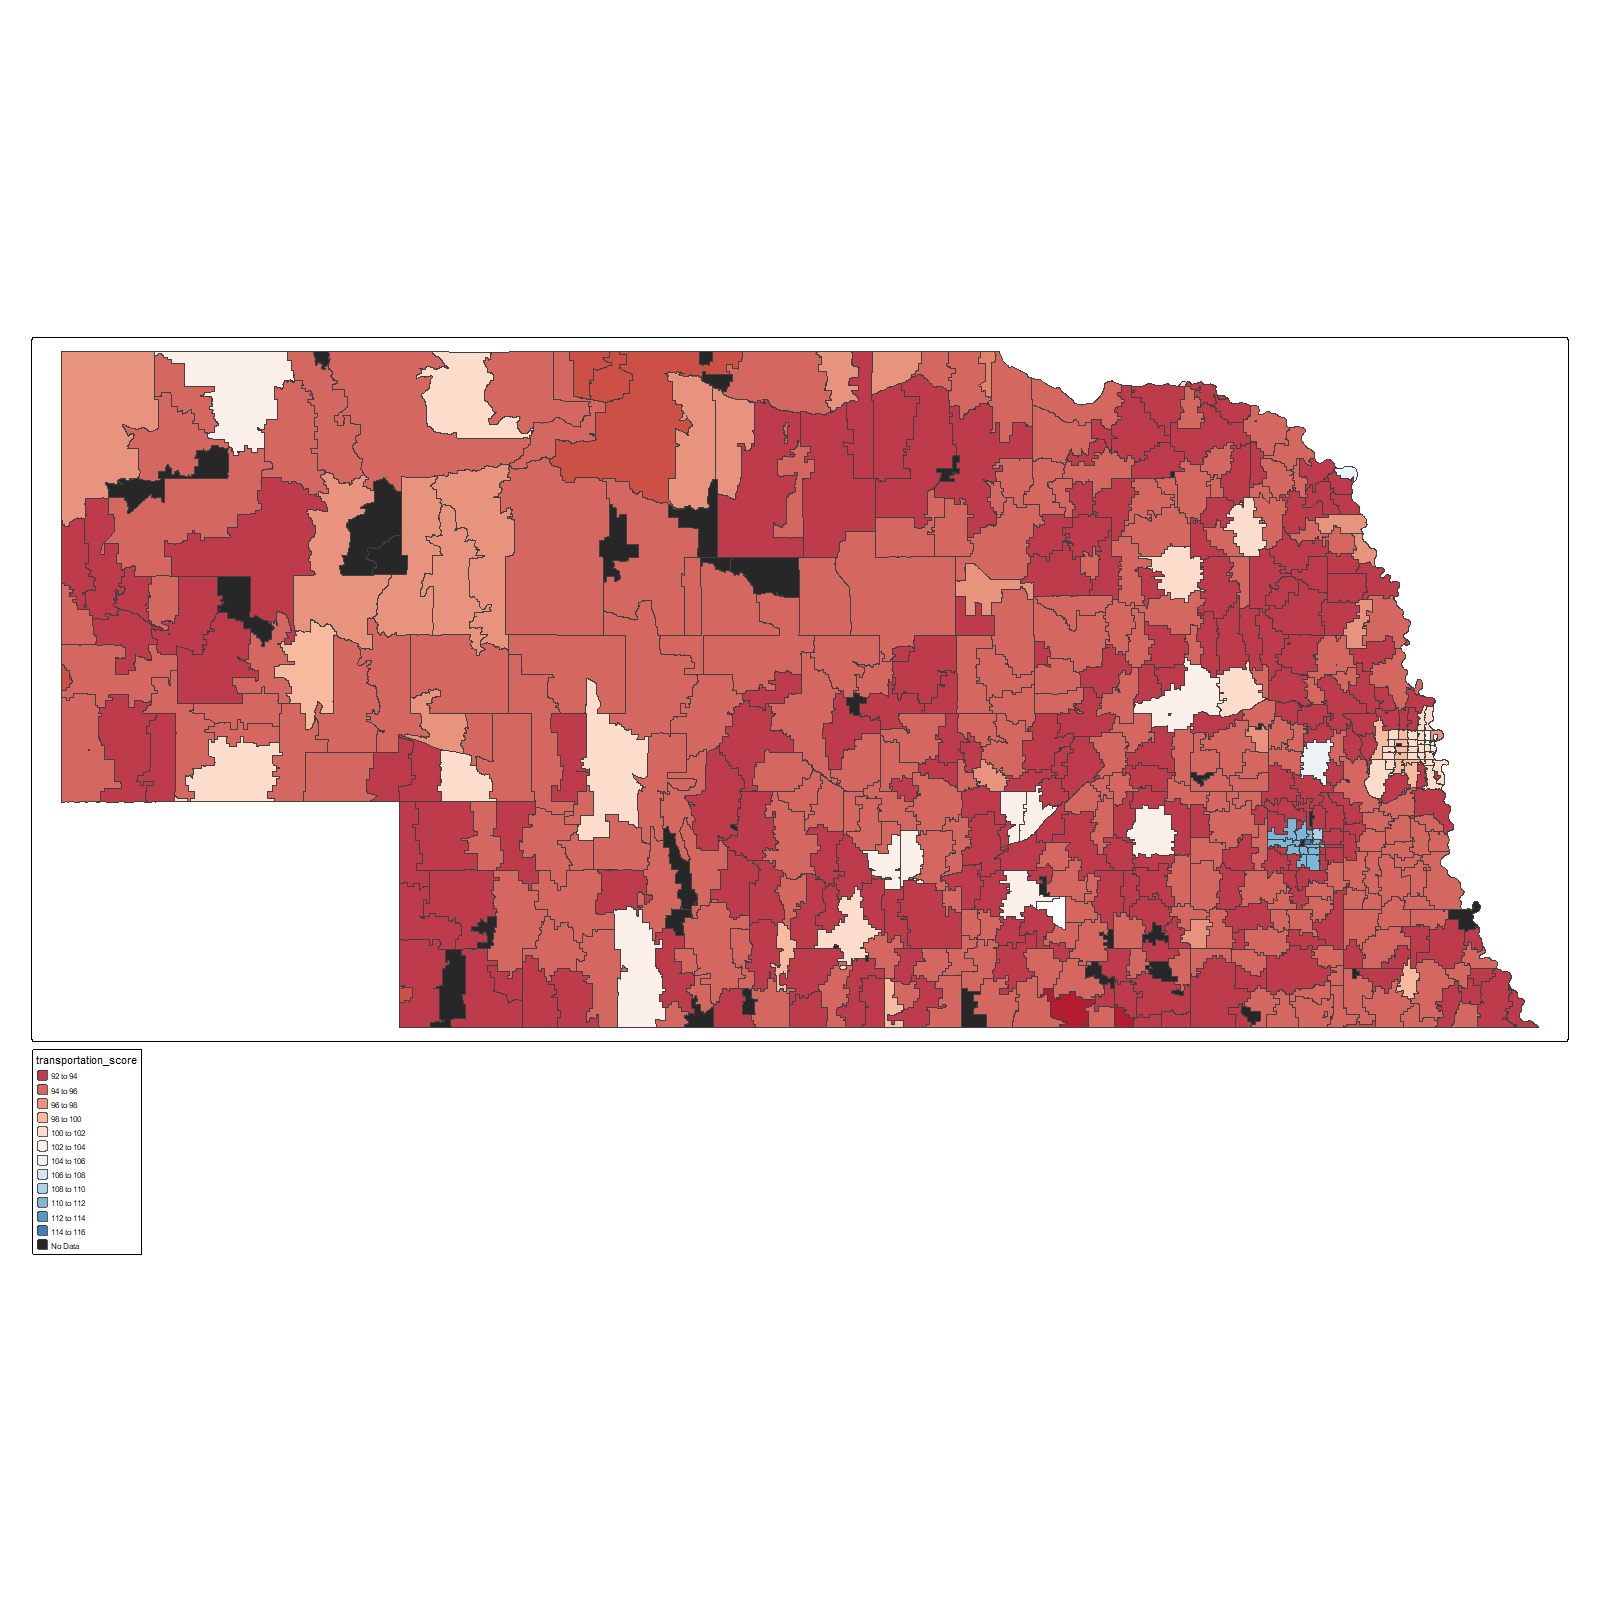 transportation_score
92 to 94
94 to 96
96 to 98
98 to 100
100 to 102
102 to 104
104 to 106
106 to 108
108 to 110
110 to 112
112 to 114
114 to 116
No Data